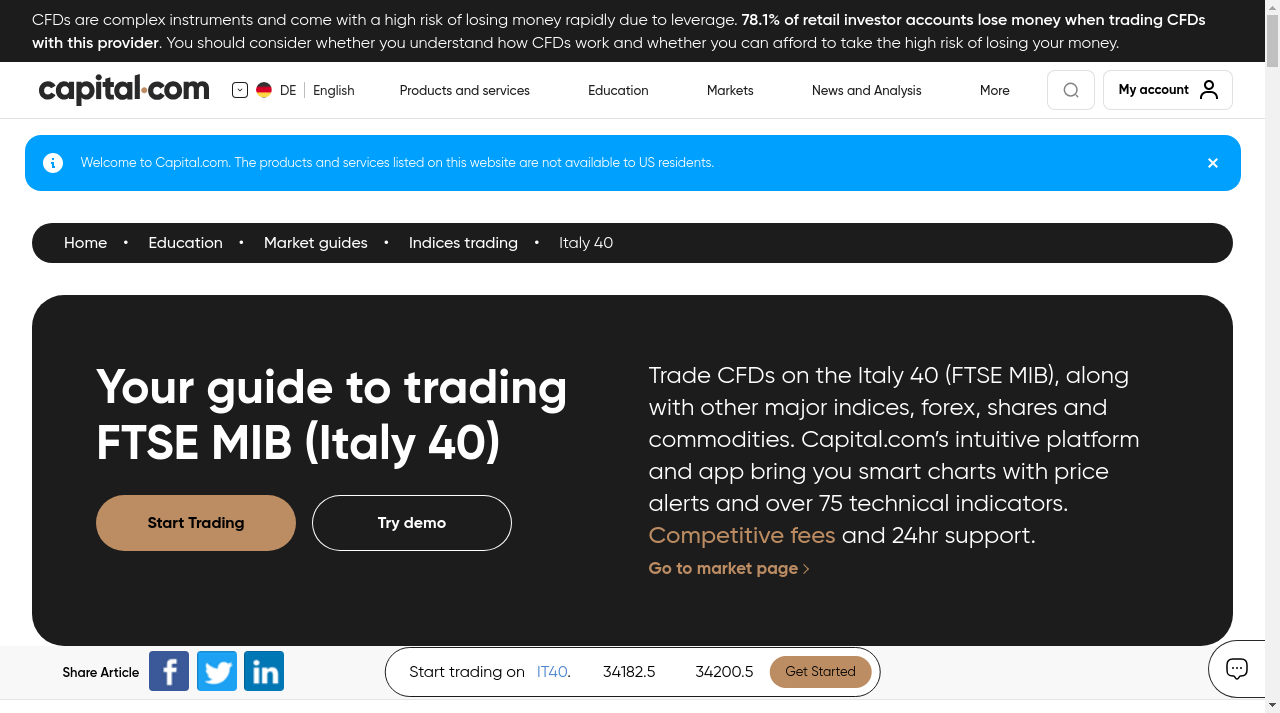 CFDs are complex instruments and come with a high risk of losing money rapidly due to leverage. 78.1% of retail investor accounts lose money when trading CFDs
with this provider. You should consider whether you understand how CFDs work and whether you can afford to take the high risk of losing your money.
capital.com DE English Products and services Education Markets News and Analysis More My account
Welcome to Capital.com. The products and services listed on this website are not available to US residents.
Home • Education • Market guides • Indices trading • Italy 40
Your guide to trading
FTSE MIB (Italy 40)
Start Trading Try demo
Trade CFDs on the Italy 40 (FTSE MIB), along
with other major indices, forex, shares and
commodities. Capital.com’s intuitive platform
and app bring you smart charts with price
alerts and over 75 technical indicators.
Competitive fees and 24hr support.
Go to market page
Share Article Start trading on IT40. 34182.5 34200.5 Get Started